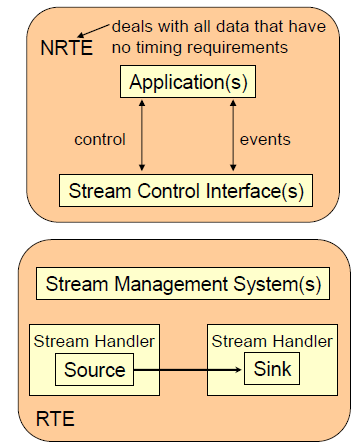 deals with all data that have
NRTE no timing requirements
Application(s)
control events
Stream Control Interface(s)
Stream Management System(s)
Stream Handler Stream Handler
Source Sink
RTE